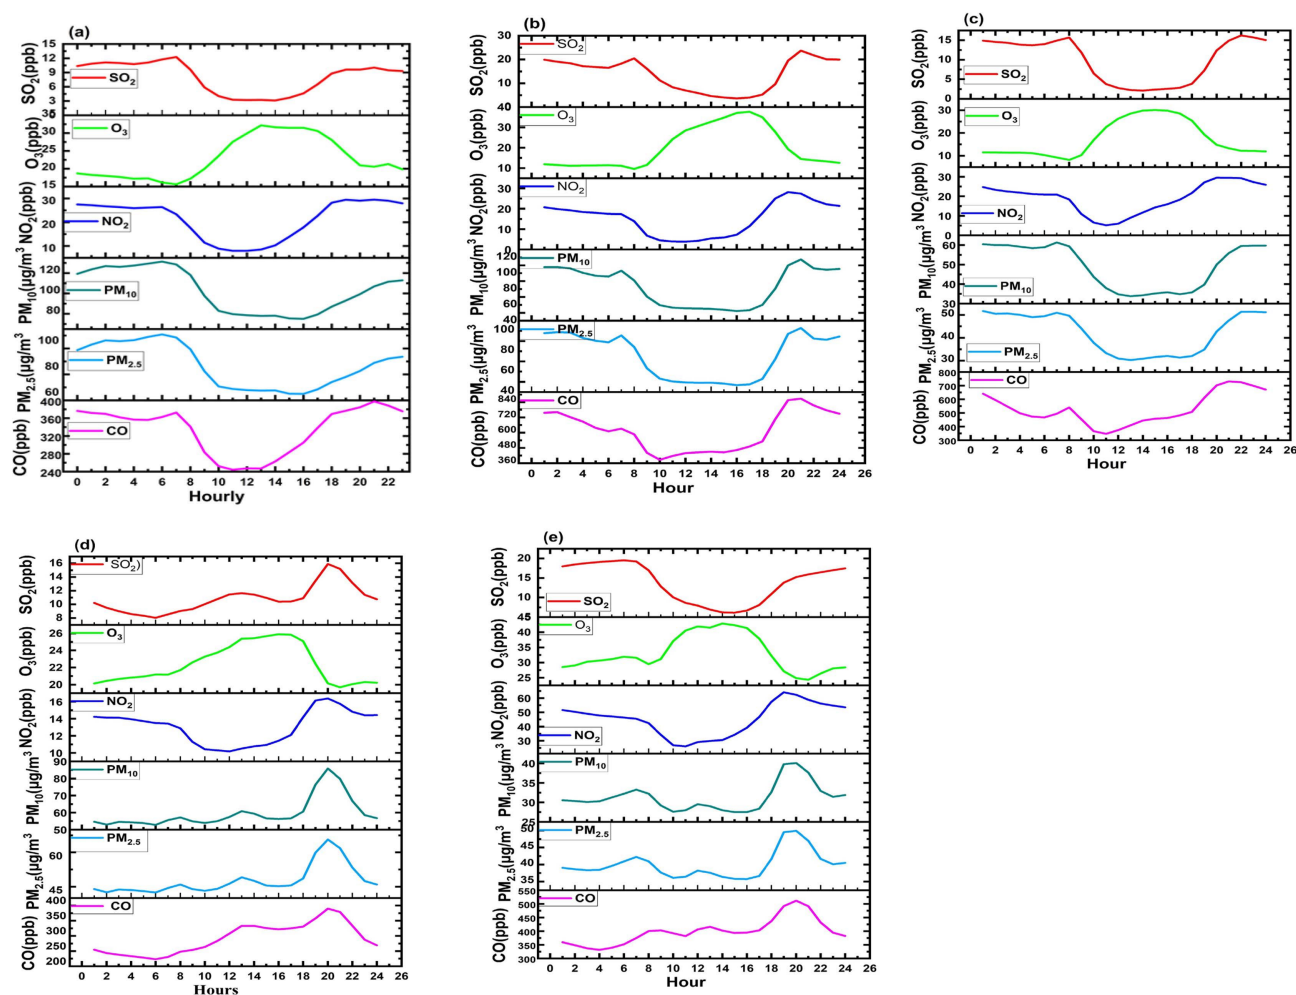 (a)
SO2(ppb)
15
12
9
6
3
SO2
O3(ppb)
30
25
20
15
O3
NO2(ppb)
30
20
10
NO2
PM10(µg/m3
120
100
80
PM10
PM2.5(µg/m3
100
80
60
PM2.5
CO(ppb)
400
360
320
280
240
CO
0 2 4 6 8 10 12 14 16 18 20 22
Hourly
(b)
SO2(ppb)
30
20
10
SO2
O3(ppb)
40
30
20
10
O3
NO2(ppb)
30
20
10
0
NO2
PM10(µg/m3
120
100
80
60
40
PM10
PM2.5(µg/m3
100
80
60
40
PM2.5
CO(ppb)
840
720
600
480
360
CO
0 2 4 6 8 10 12 14 16 18 20 22 24 26
Hour
(c)
SO2(ppb)
15
10
5
0
SO2
O3(ppb)
30
20
10
O3
NO2(ppb)
30
20
10
0
NO2
PM10(µg/m3
60
50
40
30
PM10
PM2.5(µg/m3
50
40
30
PM2.5
CO(ppb)
800
700
600
500
400
300
CO
0 2 4 6 8 10 12 14 16 18 20 22 24 26
Hour
(d)
SO2(ppb)
16
14
12
10
8
SO2)
O3(ppb)
26
24
22
20
O3
NO2(ppb)
16
14
12
10
NO2
PM10(µg/m3
90
80
70
60
50
PM10
PM2.5(µg/m3
60
45
PM2.5
CO(ppb)
400
350
300
250
200
CO
0 2 4 6 8 10 12 14 16 18 20 22 24 26
Hours
(e)
SO2(ppb)
20
15
10
SO2
O3(ppb)
45
40
35
30
25
O3
NO2(ppb)
60
50
40
30
NO2
PM10(µg/m3
40
35
30
25
PM10
PM2.5(µg/m3
50
45
40
35
PM2.5
CO(ppb)
550
500
450
400
350
300
CO
0 2 4 6 8 10 12 14 16 18 20 22 24 26
Hour